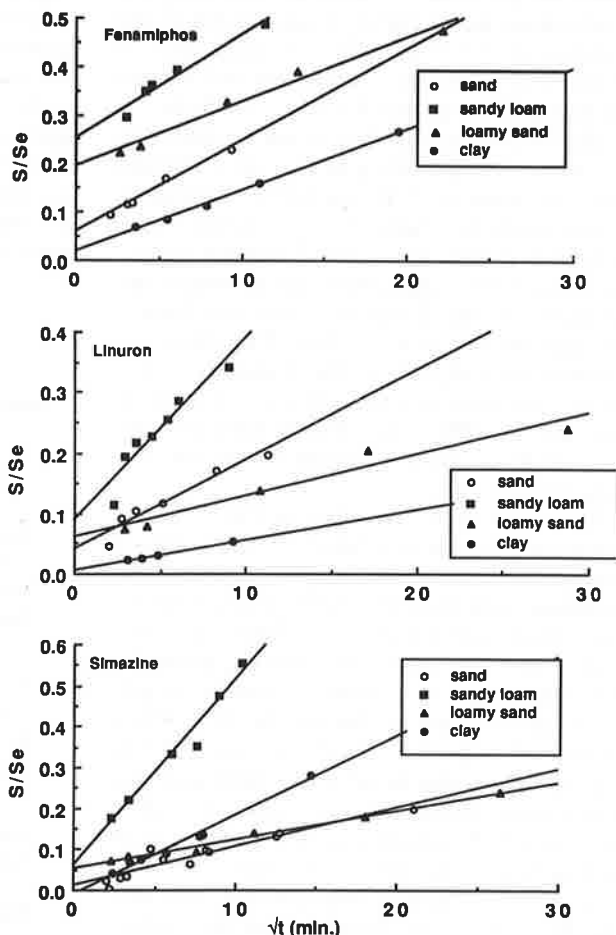 Fenamiphos
0.5
0.4
0.3
0.2
0.1
0.0
S/Se
sand
sandy loam
loamy sand
clay
0 10 20 30
Linuron
0.4
0.3
0.2
0.1
0.0
S/Se
sand
sandy loam
loamy sand
clay
0 10 20 30
Simazine
0.6
0.5
0.4
0.3
0.2
0.1
0.0
S/Se
sand
sandy loam
loamy sand
clay
0 10 20 30
√t (min.)